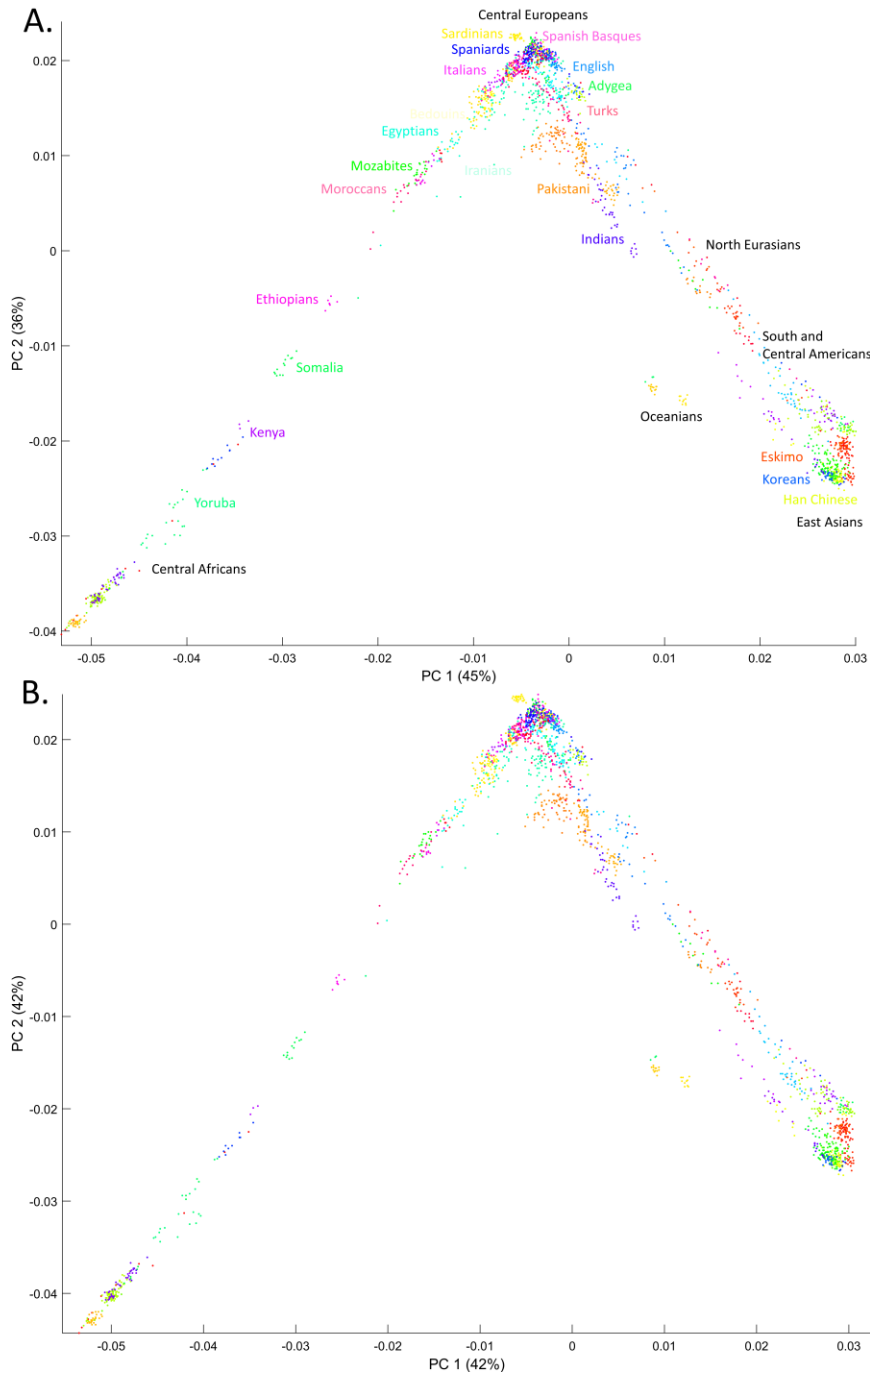 A.
Central Europeans
Sardinians
Spanish Basques
Spaniards
Italians
English
Adygea
Turks
Egyptians
Mozabites
Iranians
Moroccans
Pakistani
Indians
North Eurasians
Ethiopians
Somalia
South and
Central Americans
Oceanians
Kenya
Eskimo
Koreans
Yoruba
Han Chinese
East Asians
Central Africans
0.02
0.01
0
-0.01
-0.02
-0.03
-0.04
PC 2 (36%)
-0.05 -0.04 -0.03 -0.02 -0.01 0 0.01 0.02 0.03
PC 1 (45%)
B.
0.02
0.01
0
-0.01
-0.02
-0.03
-0.04
PC 2 (42%)
-0.05 -0.04 -0.03 -0.02 -0.01 0 0.01 0.02 0.03
PC 1 (42%)